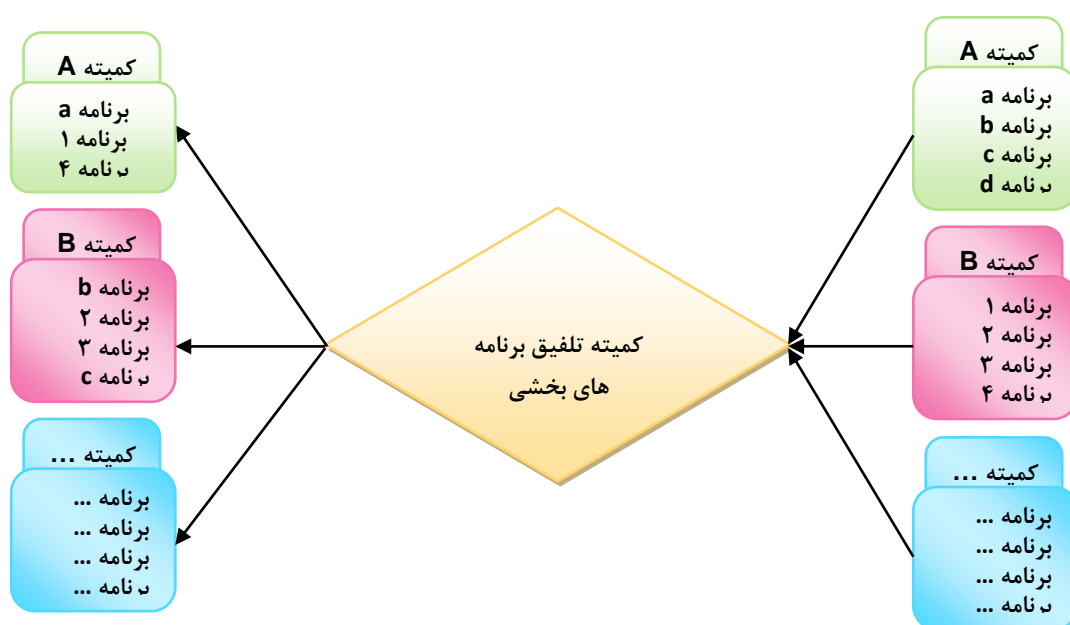 کمیته A
برنامه a
برنامه b
برنامه c
برنامه d
کمیته B
برنامه ۱
برنامه ۲
برنامه ۳
برنامه ۴
کمیته ...
برنامه ...
برنامه ...
برنامه ...
برنامه ...
کمیته تلفیق برنامه
های بخشی
کمیته A
برنامه a
برنامه ۱
برنامه ۴
کمیته B
برنامه b
برنامه ۲
برنامه ۳
برنامه c
کمیته ...
برنامه ...
برنامه ...
برنامه ...
برنامه ...